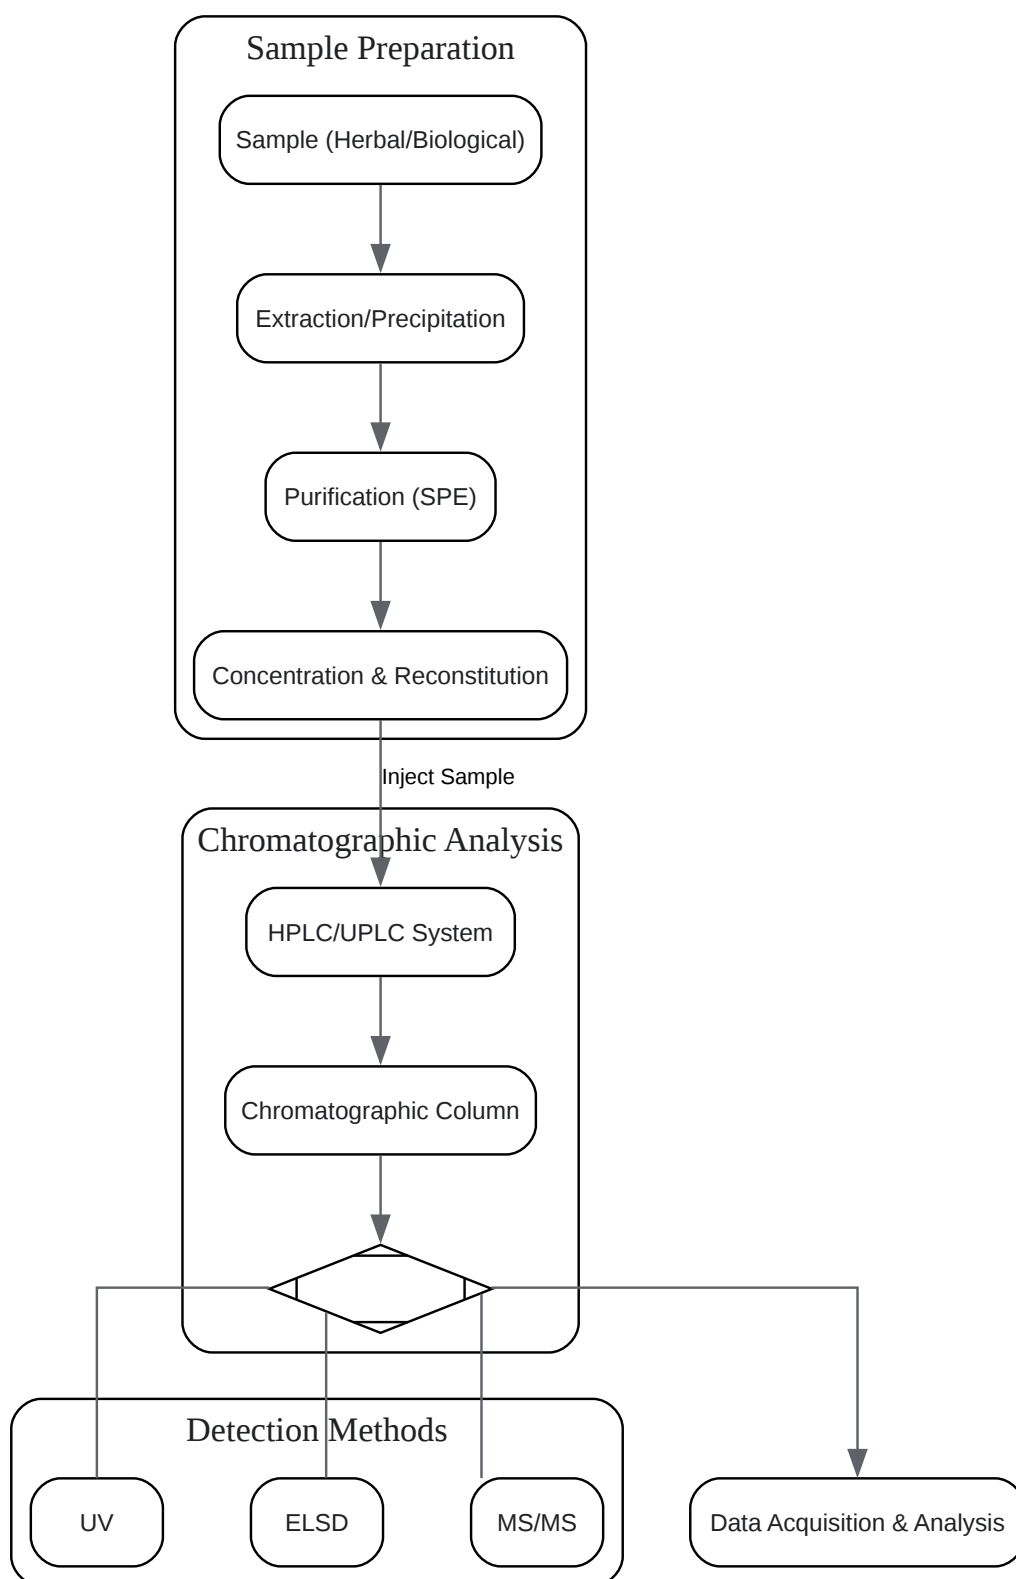 Sample Preparation
Sample (Herbal/Biological)
Extraction/Precipitation
Purification (SPE)
Concentration & Reconstitution
Inject Sample
Chromatographic Analysis
HPLC/UPLC System
Chromatographic Column
Detection Methods
UV
ELSD
MS/MS
Data Acquisition & Analysis